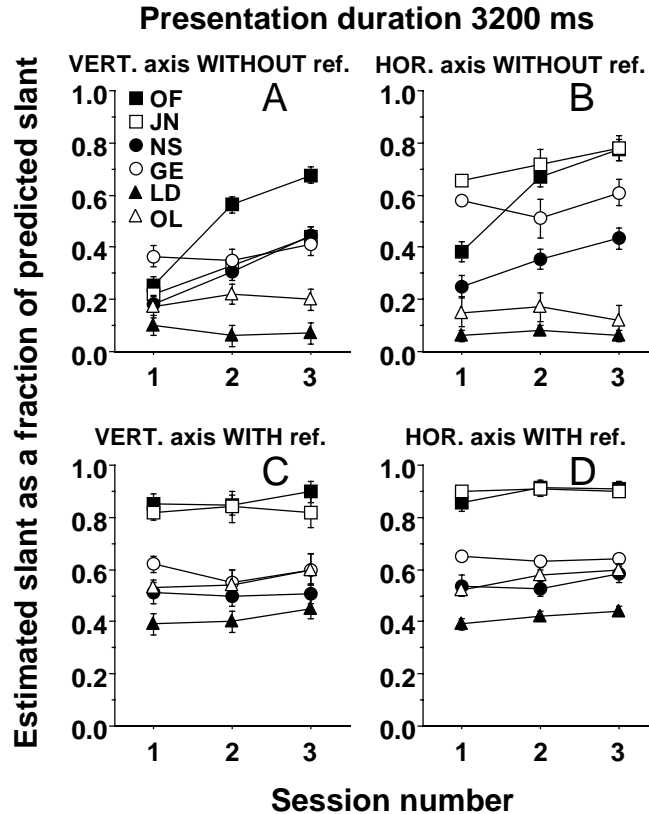 Presentation duration 3200 ms
VERT. axis WITHOUT ref.
HOR. axis WITHOUT ref.
A
B
OF
JN
NS
GE
LD
OL
1.0
0.8
0.6
0.4
0.2
0.0
1 2 3
1.0
0.8
0.6
0.4
0.2
0.0
1 2 3
VERT. axis WITH ref.
HOR. axis WITH ref.
C
D
1.0
0.8
0.6
0.4
0.2
0.0
1 2 3
1.0
0.8
0.6
0.4
0.2
0.0
1 2 3
Estimated slant as a fraction of predicted slant
Session number